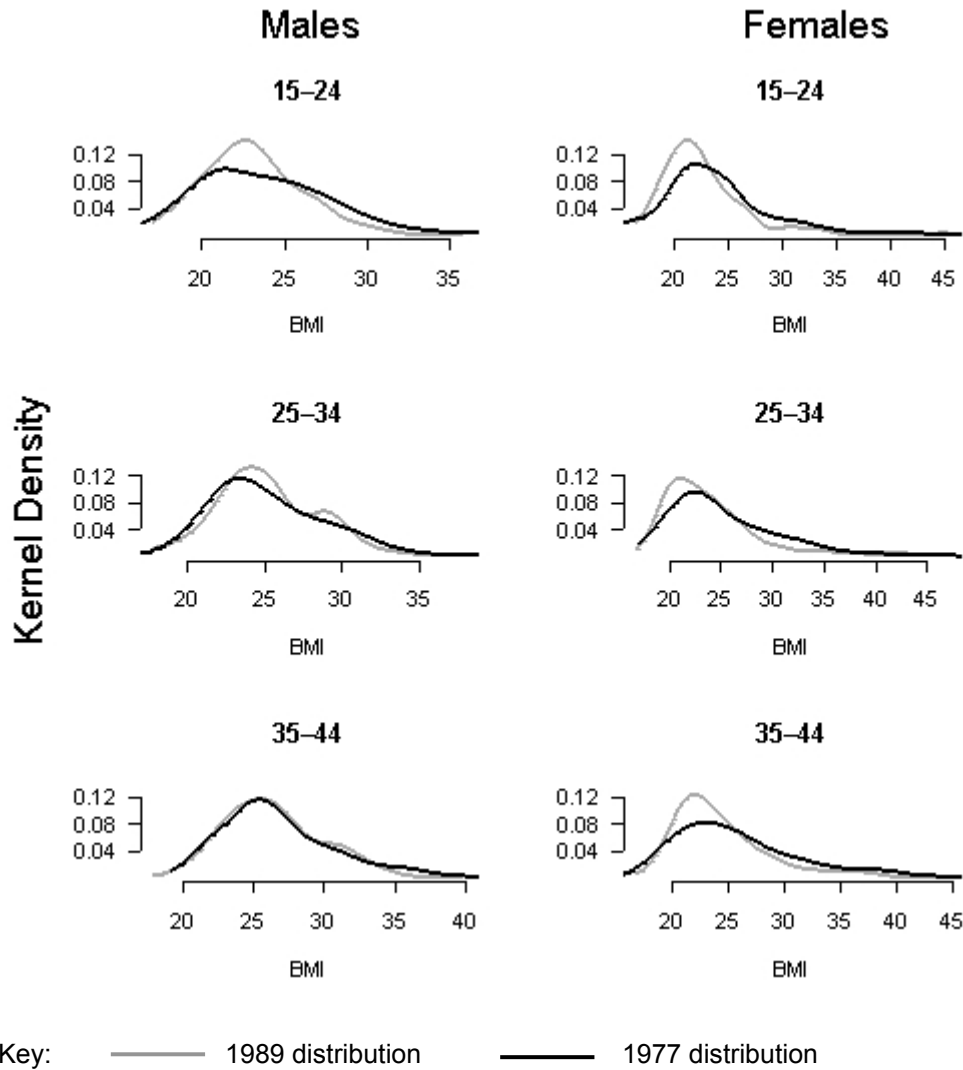 Males Females
15–24 15–24
0.12 0.12
0.08 0.08
0.04 0.04
20 25 30 35 20 25 30 35 40 45
BMI BMI
Kernel Density
25–34 25–34
0.12 0.12
0.08 0.08
0.04 0.04
20 25 30 35 20 25 30 35 40 45
BMI BMI
35–44 35–44
0.12 0.12
0.08 0.08
0.04 0.04
20 25 30 35 40 20 25 30 35 40 45
BMI BMI
Key: 1989 distribution 1977 distribution